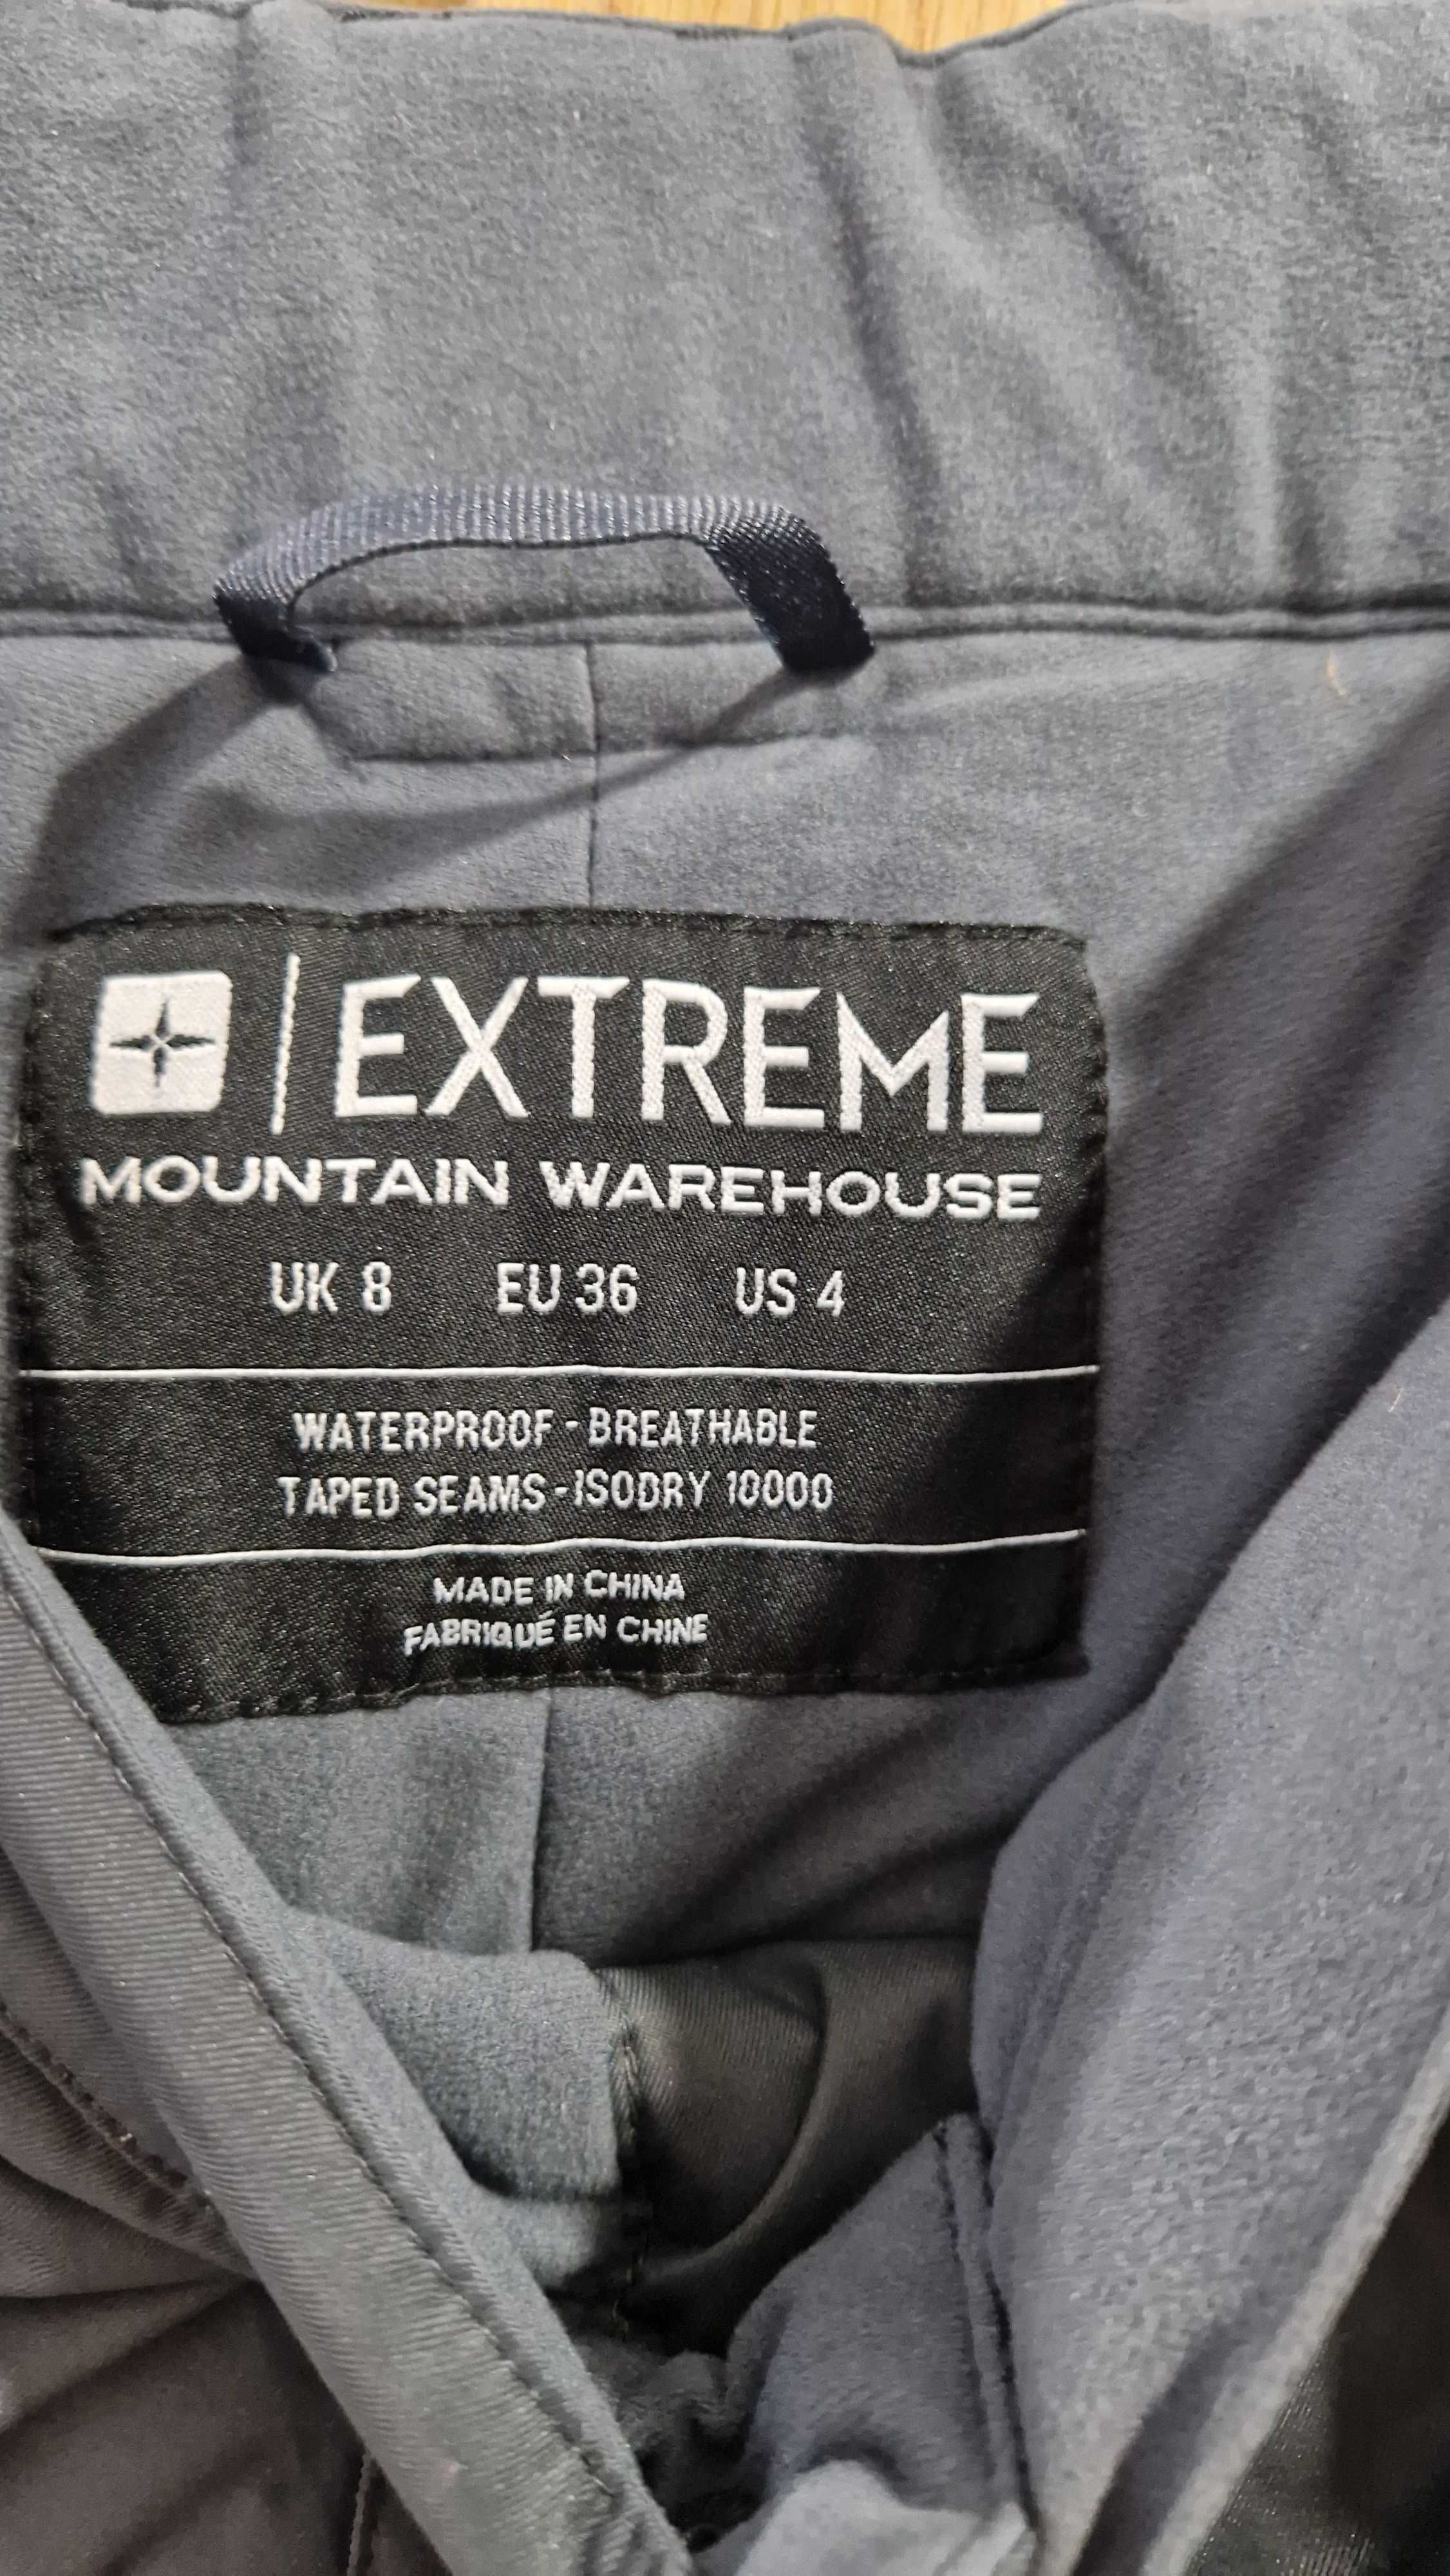 EXTREME
MOUNTAIN WAREHOUSE
UK 8 EU 36 US 4
WATERPROOF - BREATHABLE
TAPED SEAMS - ISODRY 10000
MADE IN CHINA
FABRIQUÉ EN CHINE